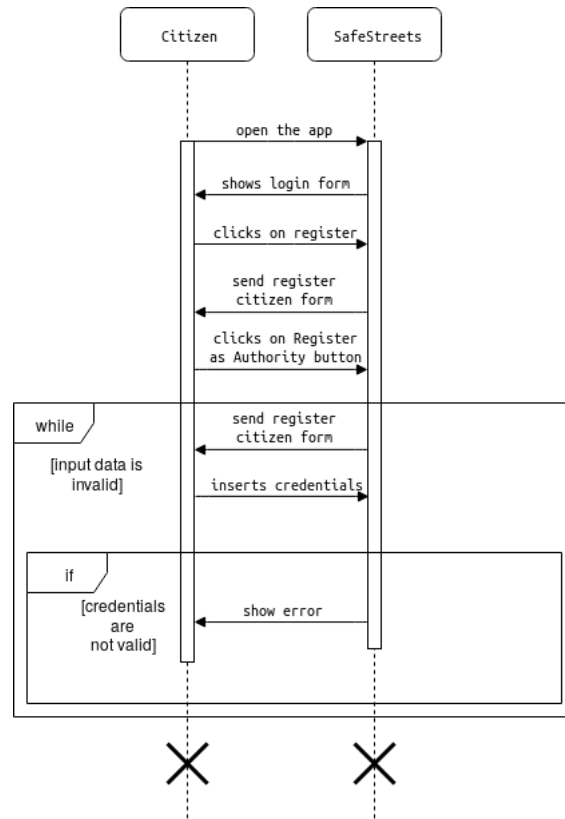 Citizen
SafeStreets
open the app
shows login form
clicks on register
send register
citizen form
clicks on Register
as Authority button
while
send register
citizen form
[input data is
invalid]
inserts credentials
if
[credentials
are
not valid]
show error